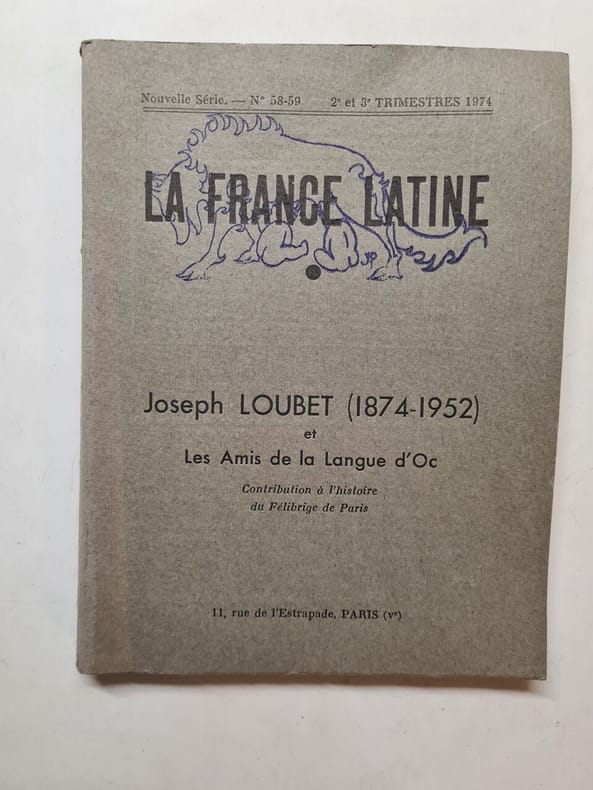 Nouvelle Série. — N° 58-59 2e et 3e TRIMESTRES 1974
LA FRANCE LATINE
Joseph LOUBET (1874-1952)
et
Les Amis de la Langue d'Oc
Contribution à l'histoire
du Félibrige de Paris
11, rue de l'Estrapade, PARIS (ve)